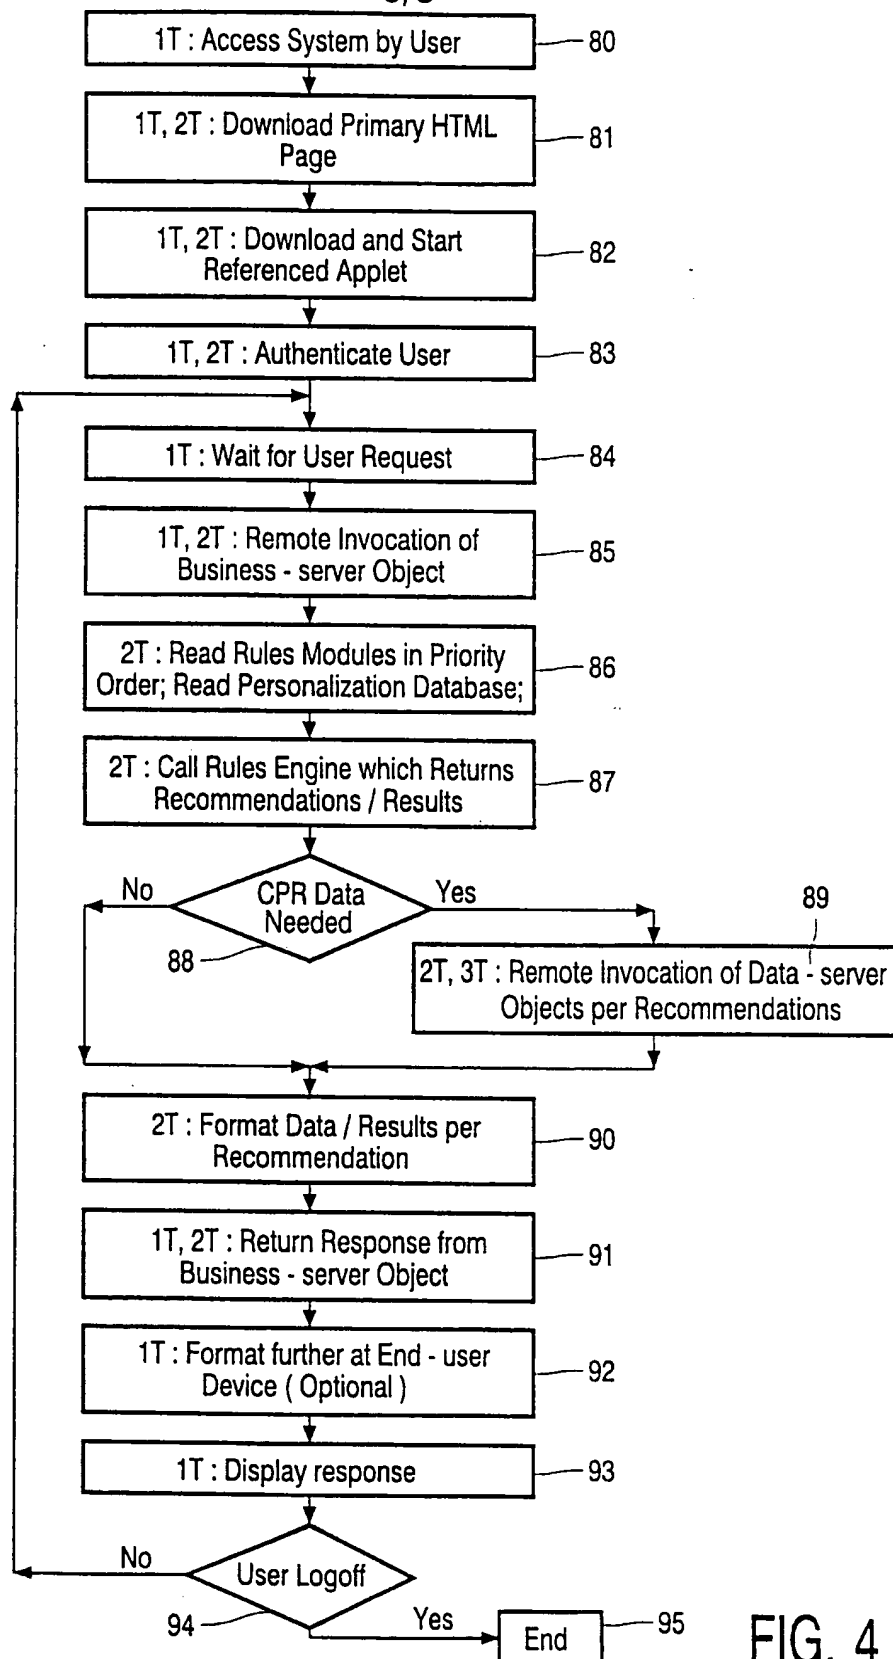 1T : Access System by User
80
1T, 2T : Download Primary HTML
Page
81
1T, 2T : Download and Start
Referenced Applet
82
1T, 2T : Authenticate User
83
1T : Wait for User Request
84
1T, 2T : Remote Invocation of
Business - server Object
85
2T : Read Rules Modules in Priority
Order; Read Personalization Database;
86
2T : Call Rules Engine which Returns
Recommendations / Results
87
No
CPR Data
Needed
Yes
88
89
2T, 3T : Remote Invocation of Data - server
Objects per Recommendations
2T : Format Data / Results per
Recommendation
90
1T, 2T : Return Response from
Business - server Object
91
1T : Format further at End - user
Device ( Optional )
92
1T : Display response
93
No
User Logoff
94
Yes
End
95
FIG. 4